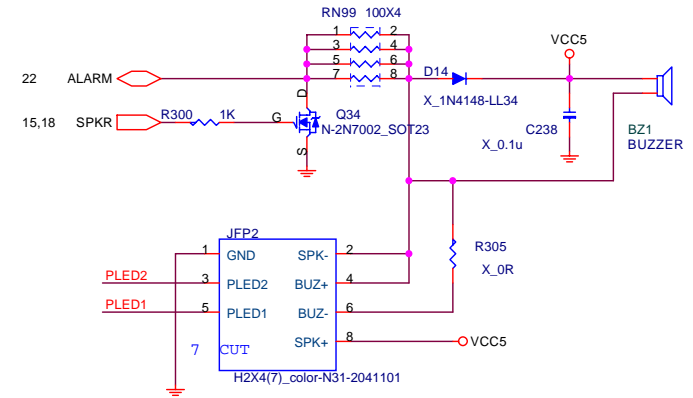 RN99 100X4
1 2
3 4
5 6
7 8
VCC5
D14
22 ALARM
X_1N4148-LL34
D
15,18 SPKR R300 1K G Q34
N-2N7002_SOT23
S
C238
X_0.1u
BZ1
BUZZER
JFP2
R305
X_0R
1 GND SPK- 2
PLED2 3 PLED2 BUZ+ 4
PLED1 5 PLED1 BUZ- 6
7 CUT SPK+ 8 VCC5
H2X4(7)_color-N31-2041101